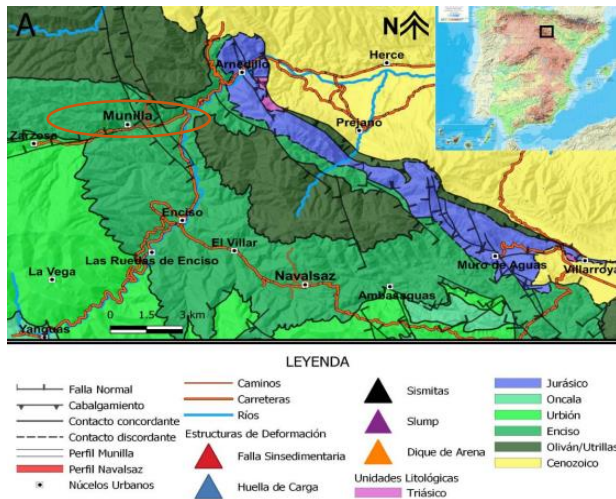 A
N
Arnedillo
Herce
Munilla
Zarzosa
Prejano
Enciso
El Villar
Las Ruedas de Enciso
La Vega
Navalsaz
Muro de Aguas
Villarroya
Ambasaguas
Yanguas
0 1.5 3 km
LEYENDA
Falla Normal
Cabalgamiento
Contacto concordante
Contacto discordante
Perfil Munilla
Perfil Navalsaz
Núcelos Urbanos
Caminos
Carreteras
Ríos
Estructuras de Deformación
Falla Sinsedimentaria
Huella de Carga
Sismitas
Slump
Dique de Arena
Unidades Litológicas
Triásico
Jurásico
Oncala
Urbión
Enciso
Oliván/Utrillas
Cenozoico